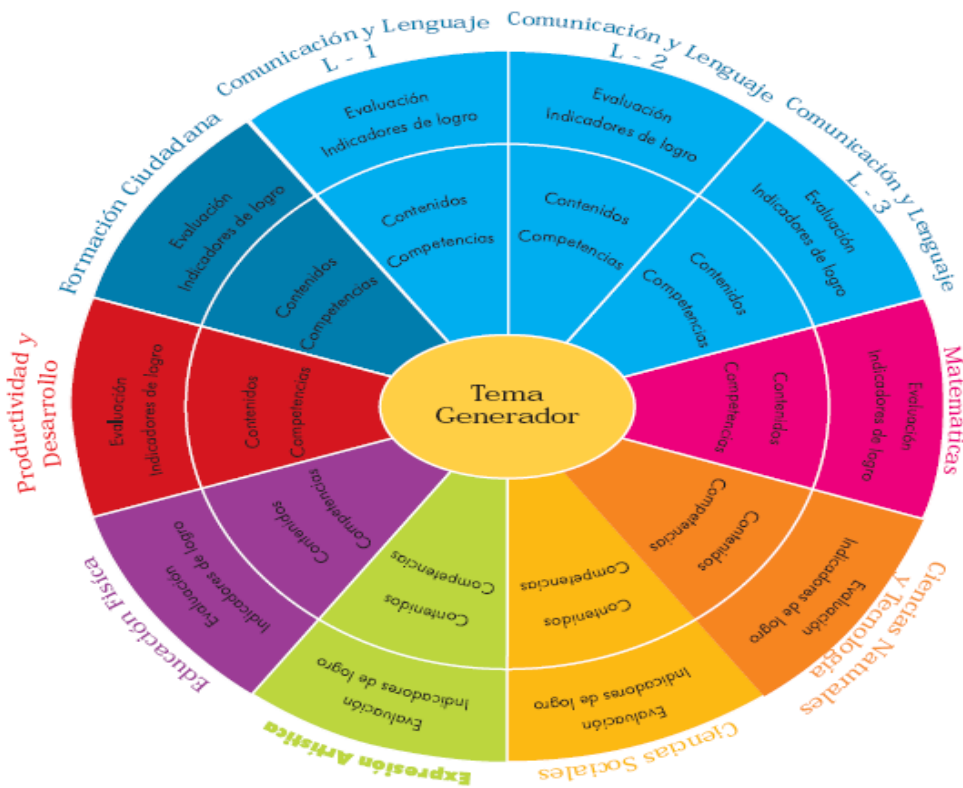 Comunicación y Lenguaje
L - 1
Evaluación
Indicadores de logro
Contenidos
Competencias
Comunicación y Lenguaje
L - 2
Evaluación
Indicadores de logro
Contenidos
Competencias
Comunicación y Lenguaje
L - 3
Evaluación
Indicadores de logro
Contenidos
Competencias
Matemáticas
Evaluación
Indicadores de logro
Contenidos
Competencias
Ciencias Naturales
y Tecnología
Evaluación
Indicadores de logro
Contenidos
Competencias
Ciencias Sociales
Evaluación
Indicadores de logro
Contenidos
Competencias
Expresión Artística
Evaluación
Indicadores de logro
Contenidos
Competencias
Educación Física
Evaluación
Indicadores de logro
Contenidos
Competencias
Productividad y
Desarrollo
Evaluación
Indicadores de logro
Contenidos
Competencias
Formación Ciudadana
Evaluación
Indicadores de logro
Contenidos
Competencias
Tema
Generador